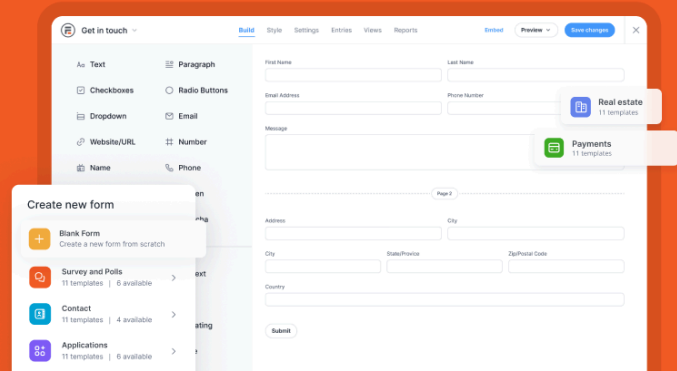 Get in touch
Build Style Settings Entries Views Reports
Embed Preview Save changes
Aa Text
Paragraph
Checkboxes
Radio Buttons
Dropdown
Email
Website/URL
Number
Name
Phone
Create new form
Blank Form
Create a new form from scratch
Survey and Polls
11 templates | 6 available
Contact
11 templates | 4 available
Applications
11 templates | 6 available
First Name
Last Name
Email Address
Phone Number
Message
Real estate
11 templates
Payments
11 templates
Page 2
Address
City
City
State/Provice
Zip/Postal Code
Country
Submit